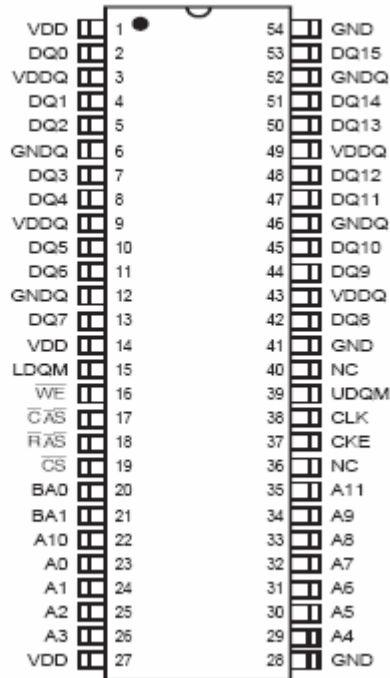 VDD 1 54 GND
DQ0 2 53 DQ15
VDDQ 3 52 GNDQ
DQ1 4 51 DQ14
DQ2 5 50 DQ13
GNDQ 6 49 VDDQ
DQ3 7 48 DQ12
DQ4 8 47 DQ11
VDDQ 9 46 GNDQ
DQ5 10 45 DQ10
DQ6 11 44 DQ9
GNDQ 12 43 VDDQ
DQ7 13 42 DQ8
VDD 14 41 GND
LDQM 15 40 NC
W̅E̅ 16 39 UDQM
C̅A̅S̅ 17 38 CLK
R̅A̅S̅ 18 37 CKE
C̅S̅ 19 36 NC
BA0 20 35 A11
BA1 21 34 A9
A10 22 33 A8
A0 23 32 A7
A1 24 31 A6
A2 25 30 A5
A3 26 29 A4
VDD 27 28 GND